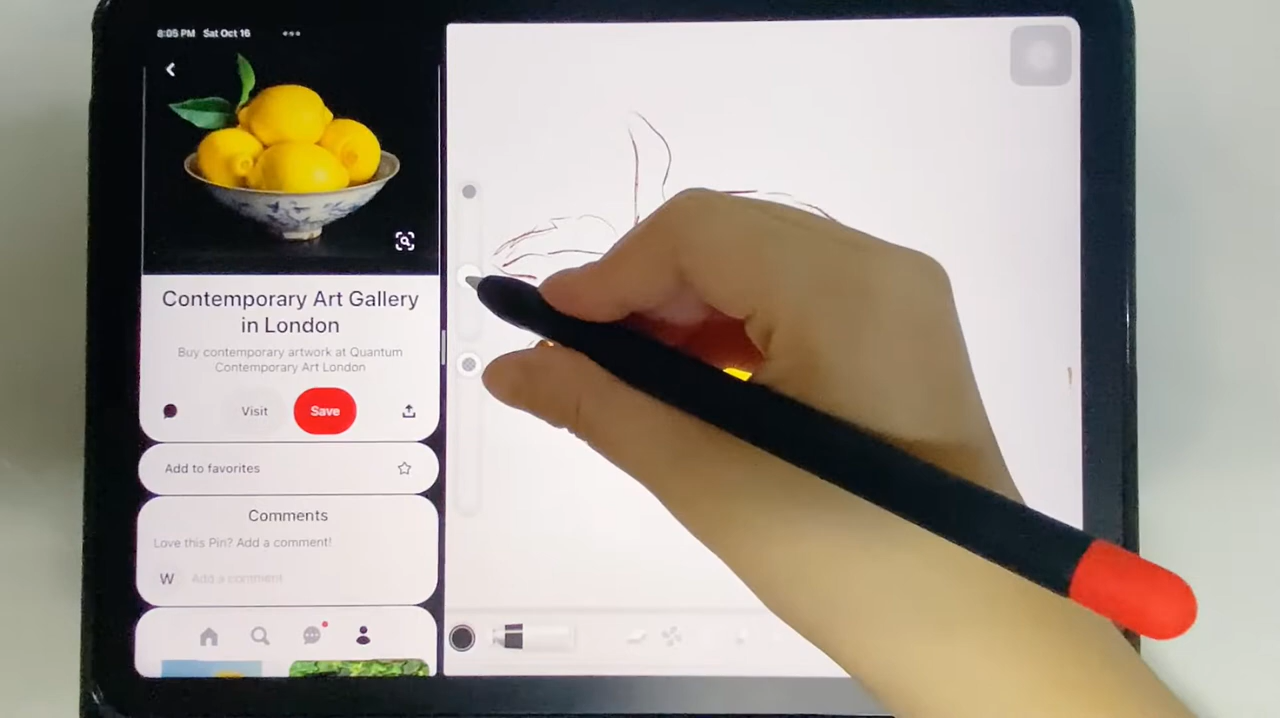 8:05 PM Sat Oct 16
Contemporary Art Gallery
in London
Buy contemporary artwork at Quantum
Contemporary Art London
Visit
Save
Add to favorites
Comments
Love this Pin? Add a comment!
W
Add a comment